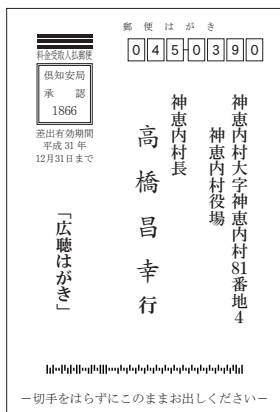 郵便はがき
045-0390
料金受取人払郵便
倶知安局
承認
1866
差出有効期間
平成31年
12月31日まで
神恵内村大字神恵内村81番地4
神恵内村役場
神恵内村長
高橋昌幸行
「広聴はがき」
－切手をはらずにこのままお出しください－